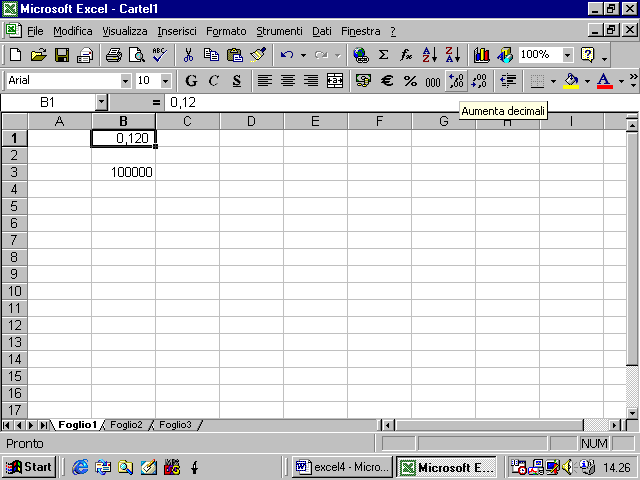 Microsoft Excel - Cartel1
File Modifica Visualizza Inserisci Formato Strumenti Dati Finestra ?
ABC Σ fx A Z Z A 100% ?
Arial 10 G C S € % 000 A
B1 = 0,12
Aumenta decimali
A B C D E F G H I
1 0,120
2
3 100000
4
5
6
7
8
9
10
11
12
13
14
15
16
17
Foglio1 Foglio2 Foglio3
Pronto NUM
Start excel4 - Micro... Microsoft E... 14.26